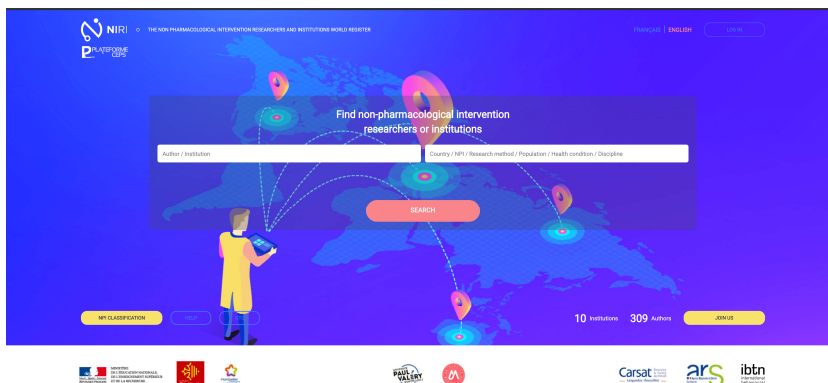 NIRI
THE NON PHARMACOLOGICAL INTERVENTION RESEARCHERS AND INSTITUTIONS WORLD REGISTER
FRANÇAIS | ENGLISH
LOG IN
PLATEFORME
CEPS
Find non-pharmacological intervention
researchers or institutions
Author / Institution
Country / NPI / Research method / Population / Health condition / Discipline
SEARCH
NPI CLASSIFICATION
HELP
10 Institutions
309 Authors
JOIN US
MINISTÈRE
DE L'ÉDUCATION NATIONALE,
DE L'ENSEIGNEMENT SUPÉRIEUR
ET DE LA RECHERCHE
PAUL
VALÉRY
Carsat
ars
ibtn
international